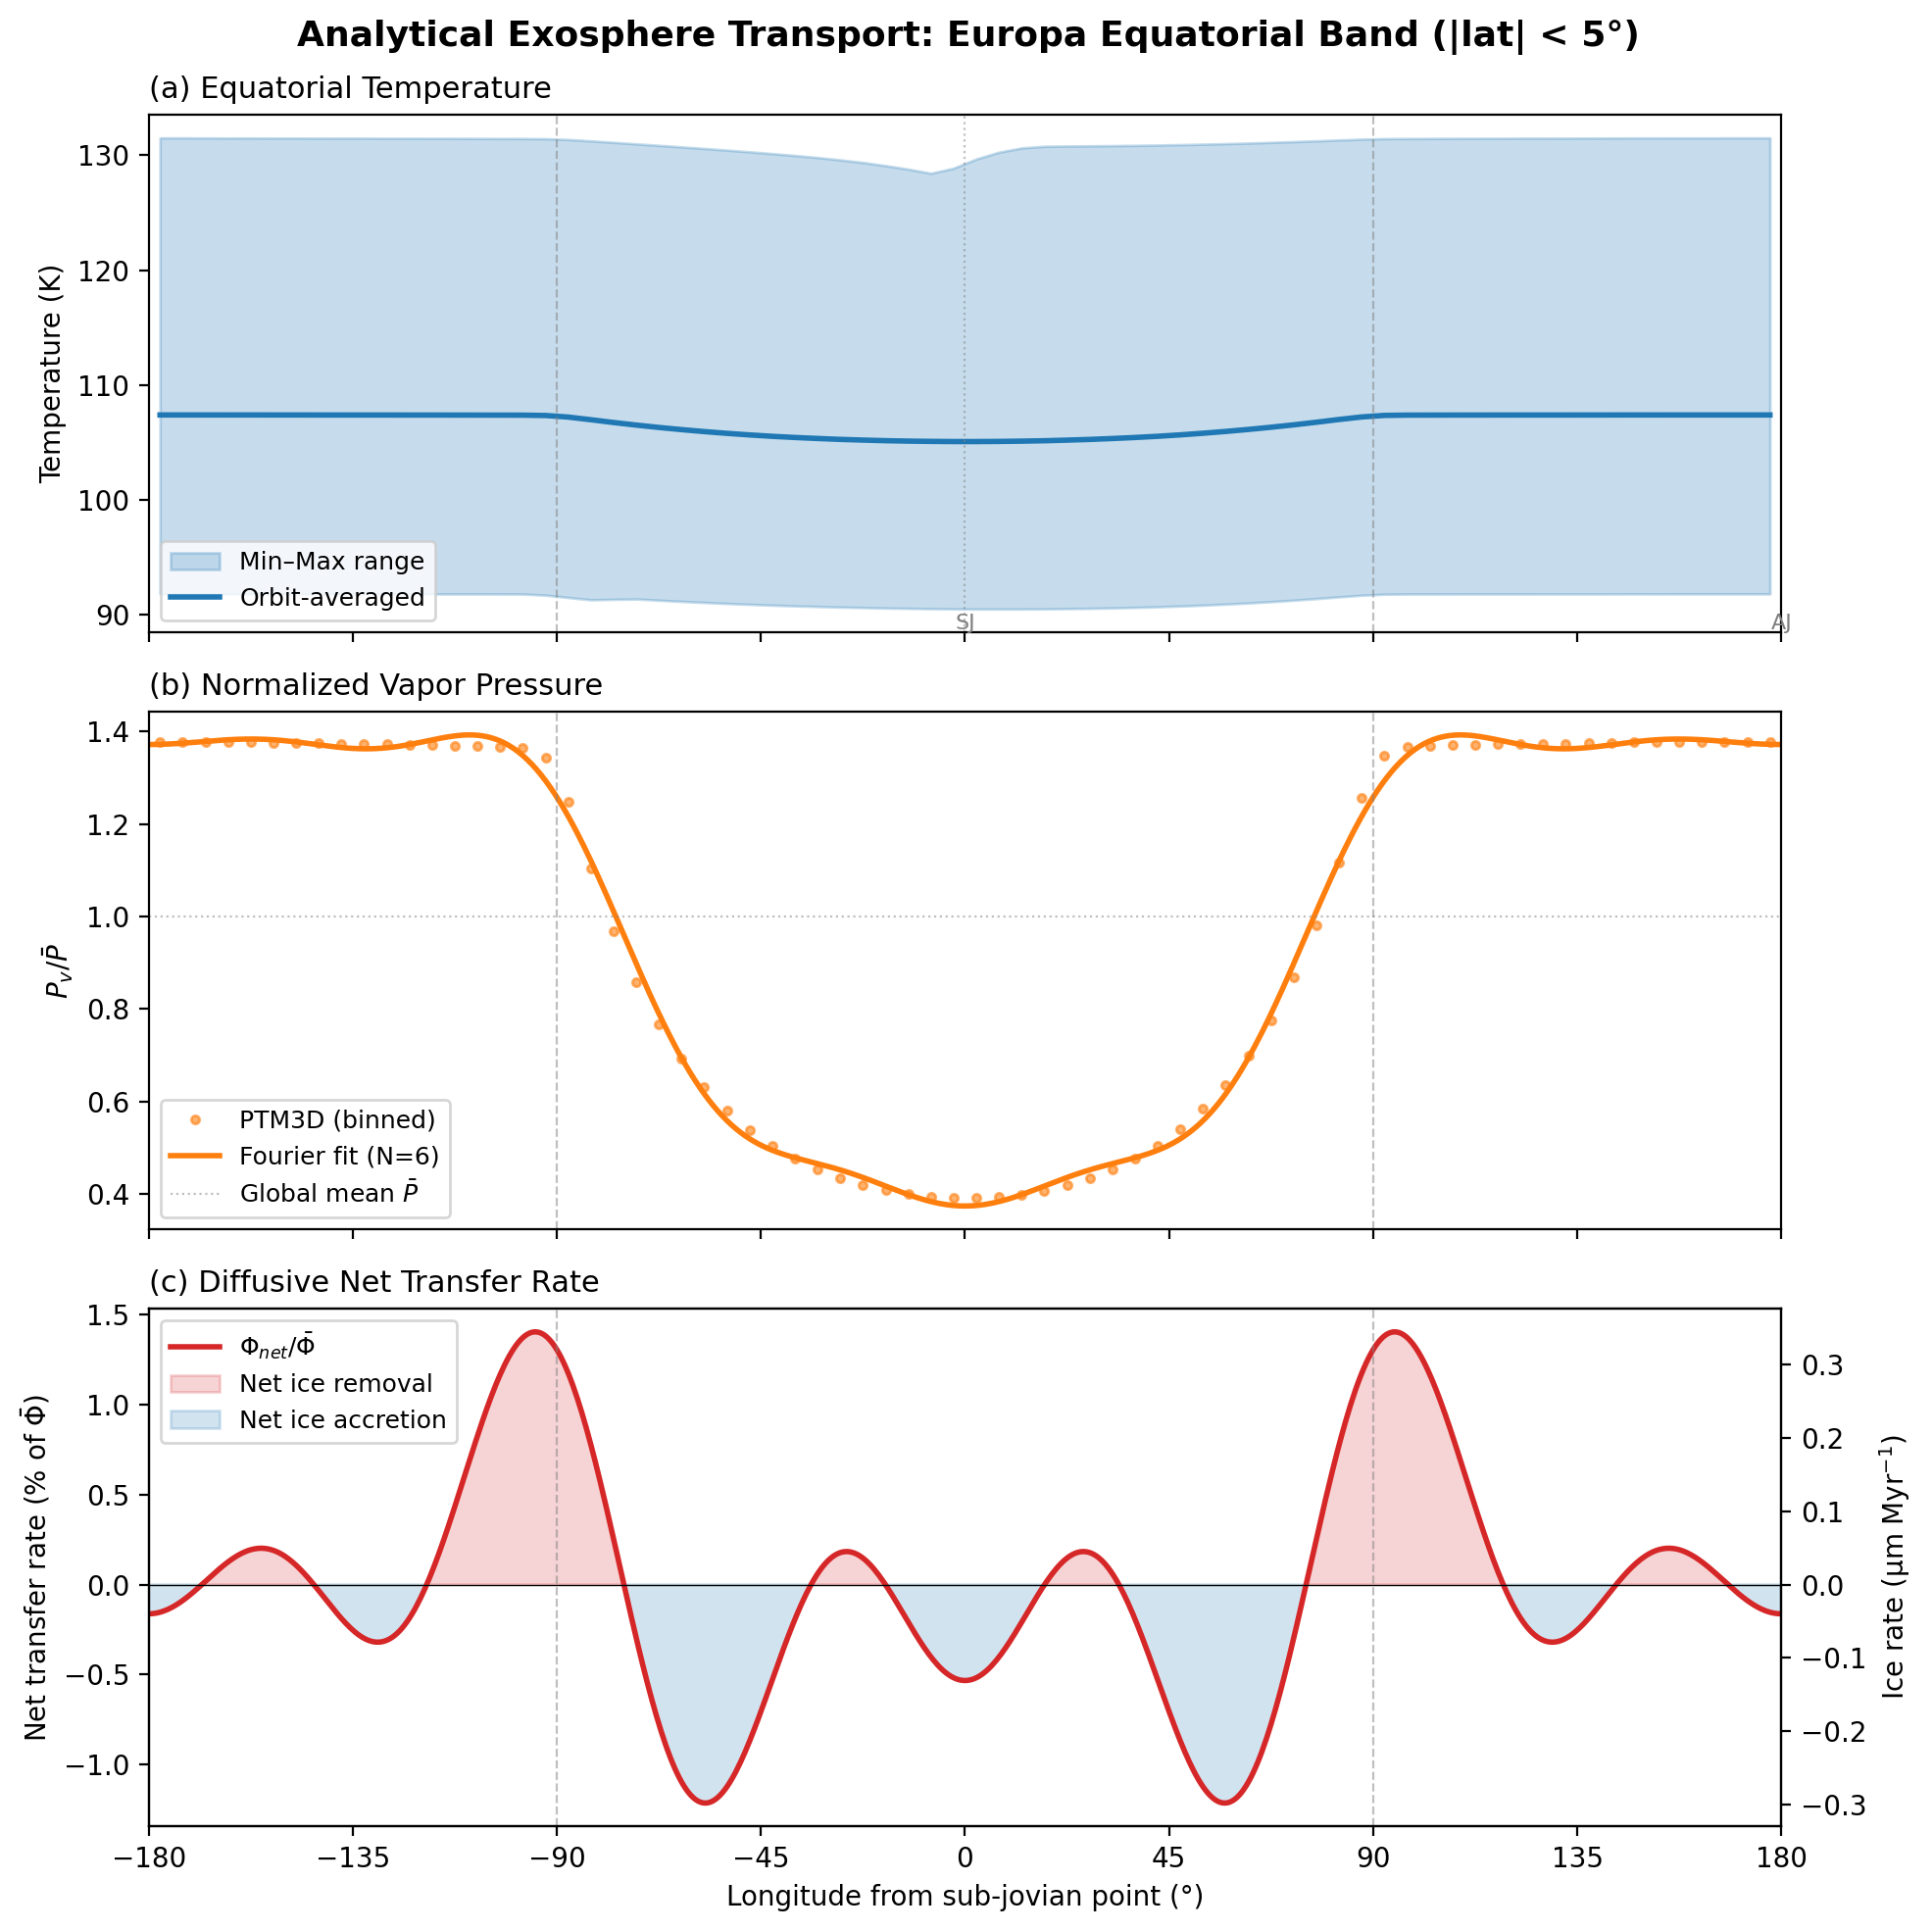 Analytical Exosphere Transport: Europa Equatorial Band (|lat| < 5°)
(a) Equatorial Temperature
Temperature (K)
130
120
110
100
90
Min–Max range
Orbit-averaged
SJ
AJ
(b) Normalized Vapor Pressure
P_v/P̄
1.4
1.2
1.0
0.8
0.6
0.4
PTM3D (binned)
Fourier fit (N=6)
Global mean P̄
(c) Diffusive Net Transfer Rate
Net transfer rate (% of Φ̄)
1.5
1.0
0.5
0.0
−0.5
−1.0
Φ_net/Φ̄
Net ice removal
Net ice accretion
0.3
0.2
0.1
0.0
−0.1
−0.2
−0.3
Ice rate (μm Myr⁻¹)
−180 −135 −90 −45 0 45 90 135 180
Longitude from sub-jovian point (°)